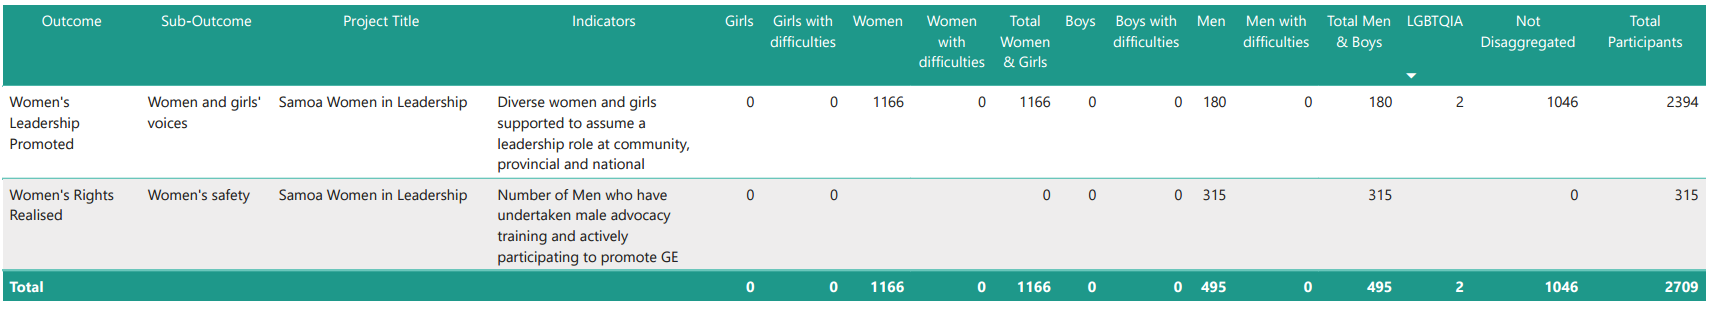 Outcome Sub-Outcome Project Title Indicators Girls Girls with difficulties Women Women with difficulties Total Women & Girls Boys Boys with difficulties Men Men with difficulties Total Men & Boys LGBTQIA Not Disaggregated Total Participants
Women's Women and girls' Samoa Women in Leadership Diverse women and girls 0 0 1166 0 1166 0 0 180 0 180 2 1046 2394
Leadership voices supported to assume a
Promoted leadership role at community,
provincial and national
Women's Rights Women's safety Samoa Women in Leadership Number of Men who have 0 0 0 0 0 315 315 0 315
Realised undertaken male advocacy
training and actively
participating to promote GE
Total 0 0 1166 0 1166 0 0 495 0 495 2 1046 2709